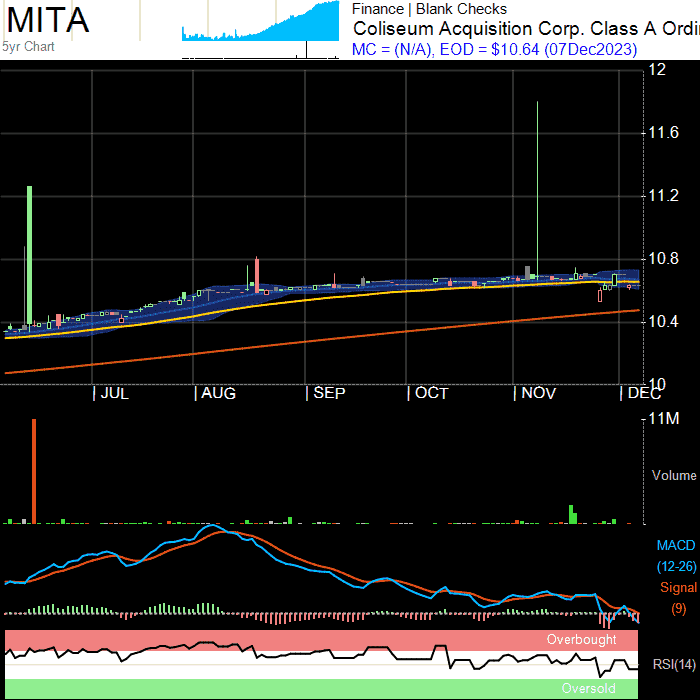 MITA
5yr Chart
Finance | Blank Checks
Coliseum Acquisition Corp. Class A Ordi
MC = (N/A), EOD = $10.64 (07Dec2023)
12
11.6
11.2
10.8
10.4
10
JUL AUG SEP OCT NOV DEC
11M
Volume
MACD
(12-26)
Signal
(9)
Overbought
RSI(14)
Oversold